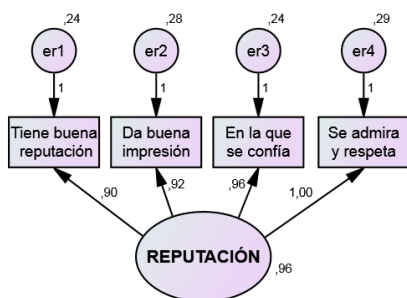 ,24
,28
,24
,29
er1
er2
er3
er4
1
1
1
1
Tiene buena
reputación
Da buena
impresión
En la que
se confía
Se admira
y respeta
,90
,92
,96
1,00
REPUTACIÓN
,96